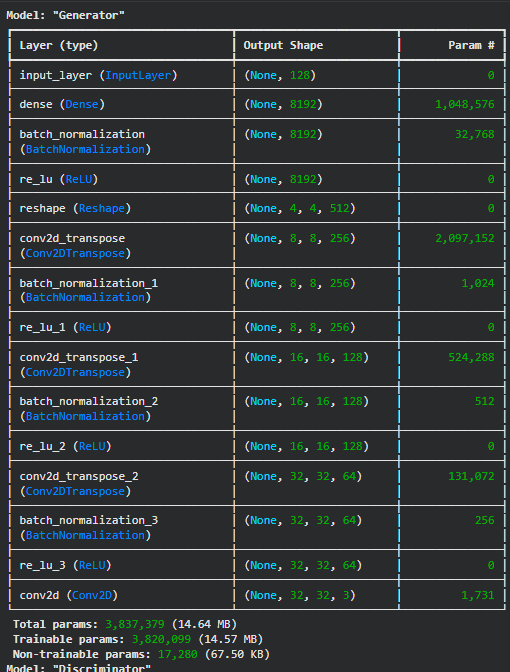 Model: "Generator"
Layer (type) Output Shape Param #
input_layer (InputLayer) (None, 128) 0
dense (Dense) (None, 8192) 1,048,576
batch_normalization (None, 8192) 32,768
(BatchNormalization)
re_lu (ReLU) (None, 8192) 0
reshape (Reshape) (None, 4, 4, 512) 0
conv2d_transpose (None, 8, 8, 256) 2,097,152
(Conv2DTranspose)
batch_normalization_1 (None, 8, 8, 256) 1,024
(BatchNormalization)
re_lu_1 (ReLU) (None, 8, 8, 256) 0
conv2d_transpose_1 (None, 16, 16, 128) 524,288
(Conv2DTranspose)
batch_normalization_2 (None, 16, 16, 128) 512
(BatchNormalization)
re_lu_2 (ReLU) (None, 16, 16, 128) 0
conv2d_transpose_2 (None, 32, 32, 64) 131,072
(Conv2DTranspose)
batch_normalization_3 (None, 32, 32, 64) 256
(BatchNormalization)
re_lu_3 (ReLU) (None, 32, 32, 64) 0
conv2d (Conv2D) (None, 32, 32, 3) 1,731
Total params: 3,837,379 (14.64 MB)
Trainable params: 3,820,099 (14.57 MB)
Non-trainable params: 17,280 (67.50 KB)
Model: "Discriminator"